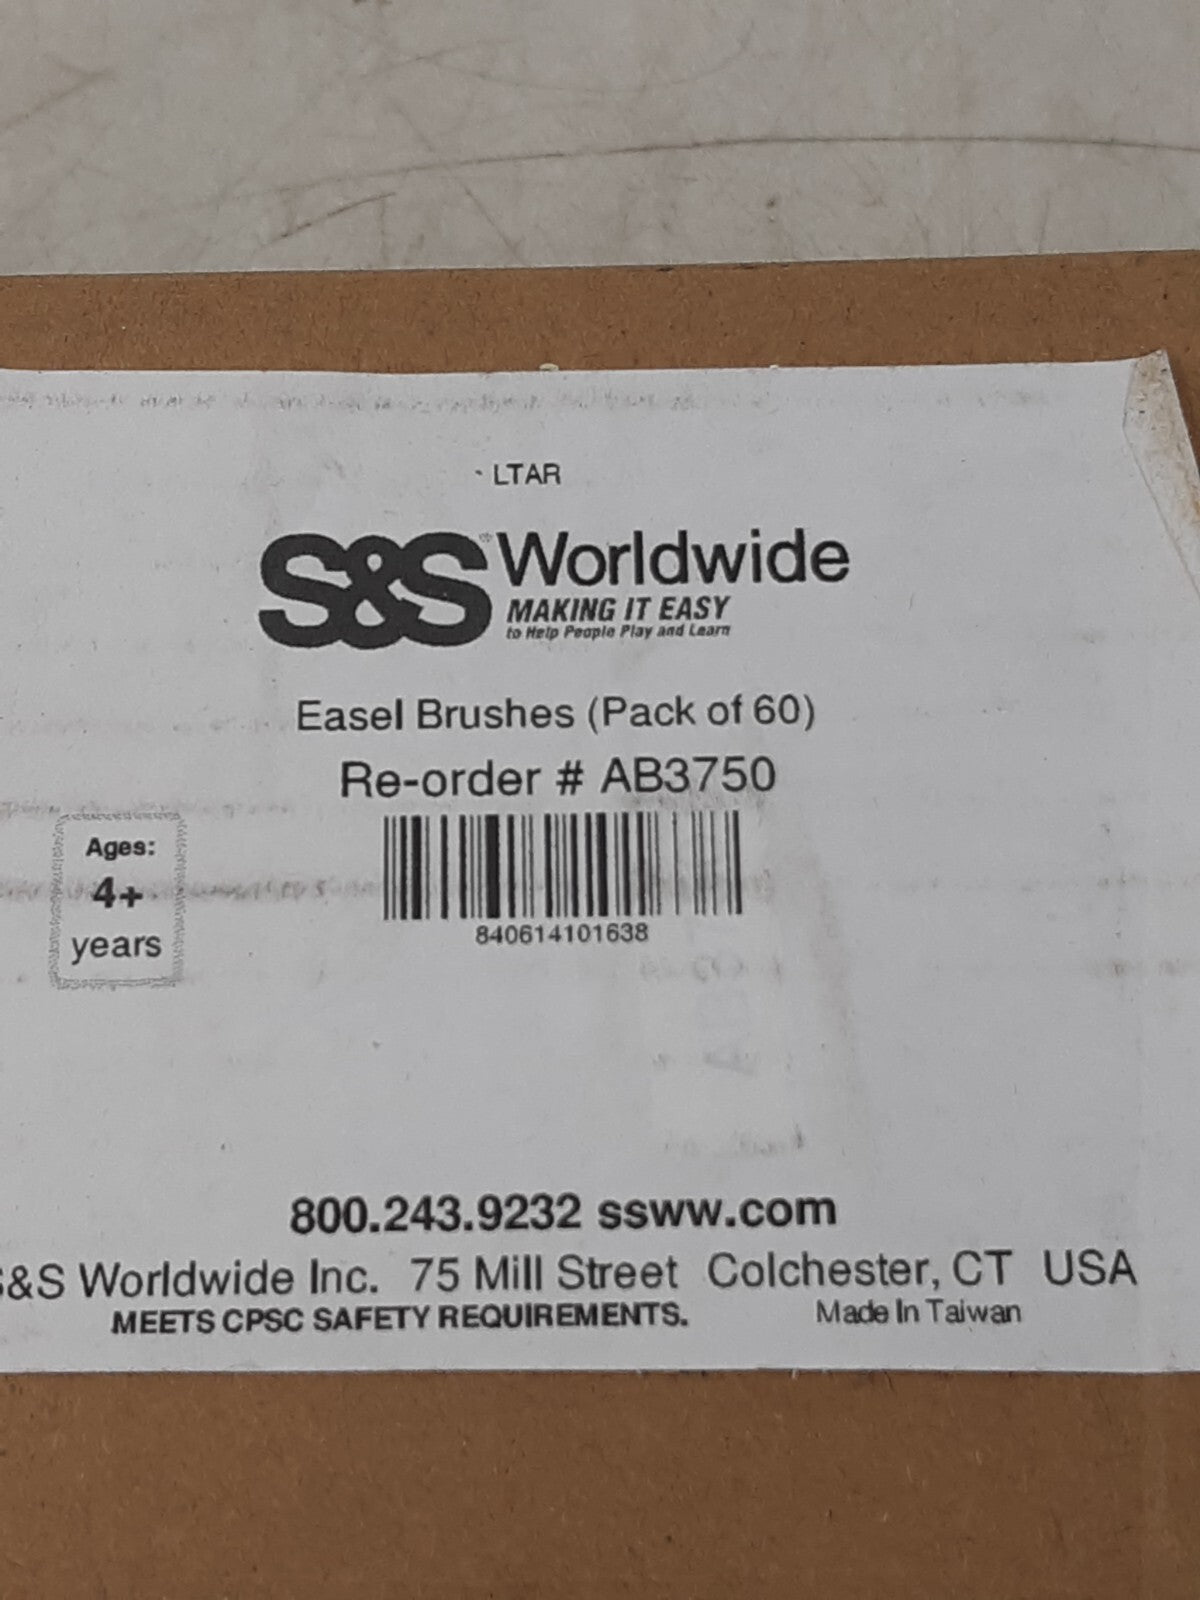 LTAR
S&S® Worldwide
MAKING IT EASY
to Help People Play and Learn
Easel Brushes (Pack of 60)
Re-order # AB3750
Ages:
4+
years
840614101638
800.243.9232 ssww.com
S&S Worldwide Inc. 75 Mill Street Colchester, CT USA
MEETS CPSC SAFETY REQUIREMENTS. Made In Taiwan